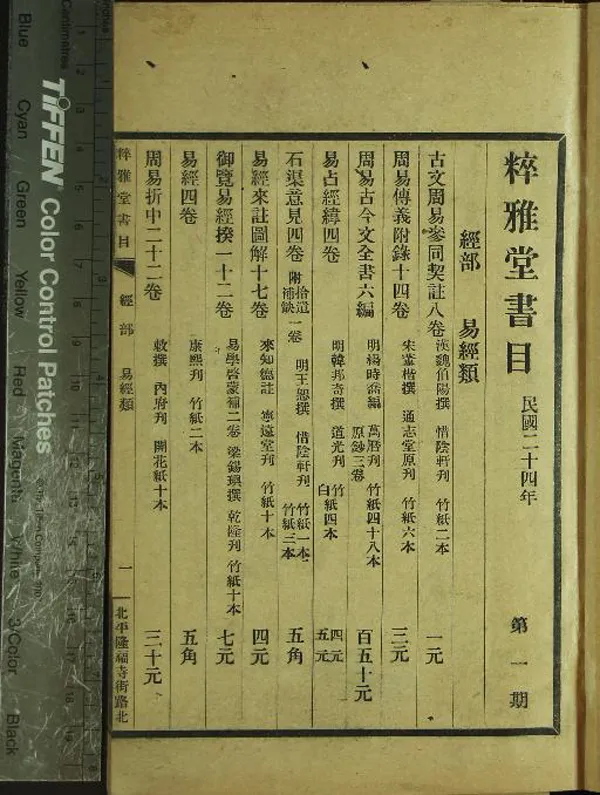 粹雅堂書目 民國二十四年 第一期
經部 易經類
古文周易參同契註八卷 漢魏伯陽撰 惜陰軒刊 竹紙二本 一元
周易傳義附錄十四卷 宋董楷撰 通志堂原刊 竹紙六本 三元
周易古今文全書六編 明楊時喬編 萬曆刊 原鈔三卷 竹紙四十八本 百五十元
易占經緯四卷 明韓邦奇撰 道光刊 竹紙四本 白 四元 五元
石渠意見四卷 附拾遺補缺一卷 明王恕撰 惜陰軒刊 竹紙一本 竹紙三本 五角
易經來註圖解十七卷 來知德註 寧遠堂刊 竹紙十本 四元
御覽易經揆一十二卷 易學啓蒙補二卷 梁錫璵撰 乾隆刊 竹紙十本 七元
易經四卷 康熙刊 竹紙二本 五角
周易折中二十二卷 敕撰 內府刊 開花紙十本 三十元
粹雅堂書目 經部 易經類 一 北平隆福寺街路北
TIFFEN® Color Control Patches
Centimetres
Inches
Blue Cyan Green Yellow Red Magenta White 3/Color Black